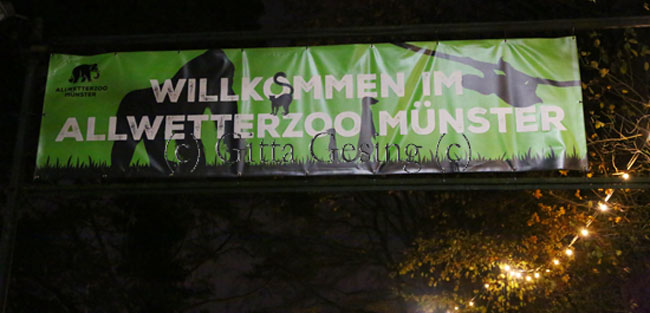 ALLWETTERZOO
MÜNSTER
WILLKOMMEN IM
ALLWETTERZOO MÜNSTER
(c) Gitta Gesing (c)